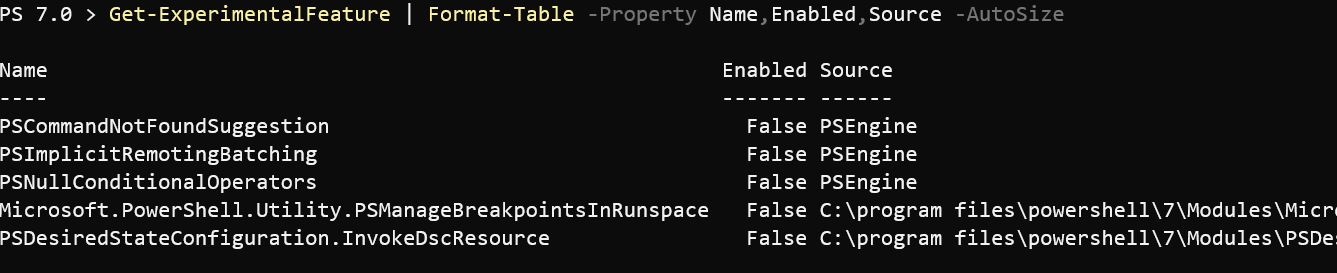 PS 7.0 > Get-ExperimentalFeature | Format-Table -Property Name,Enabled,Source -AutoSize
Name Enabled Source
---- ------- ------
PSCommandNotFoundSuggestion False PSEngine
PSImplicitRemotingBatching False PSEngine
PSNullConditionalOperators False PSEngine
Microsoft.PowerShell.Utility.PSManageBreakpointsInRunspace False C:\program files\powershell\7\Modules\Micr
PSDesiredStateConfiguration.InvokeDscResource False C:\program files\powershell\7\Modules\PSDe